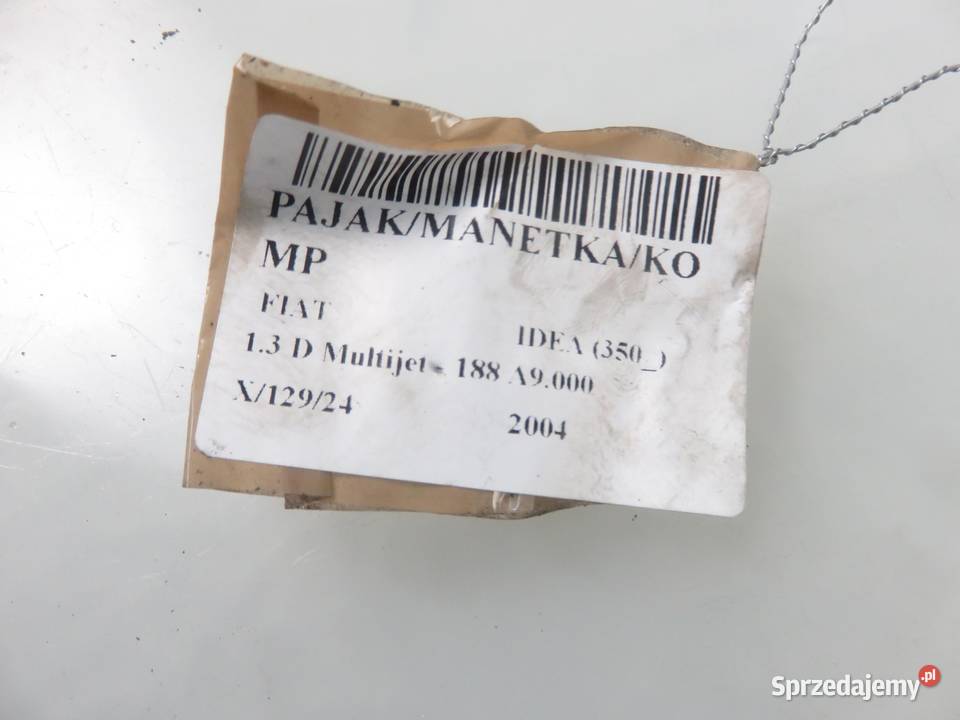 PAJAK/MANETKA/KO
MP
FIAT IDEA (350_)
1.3 D Multijet - 188 A9.000
X/129/24 2004
Sprzedajemy.pl